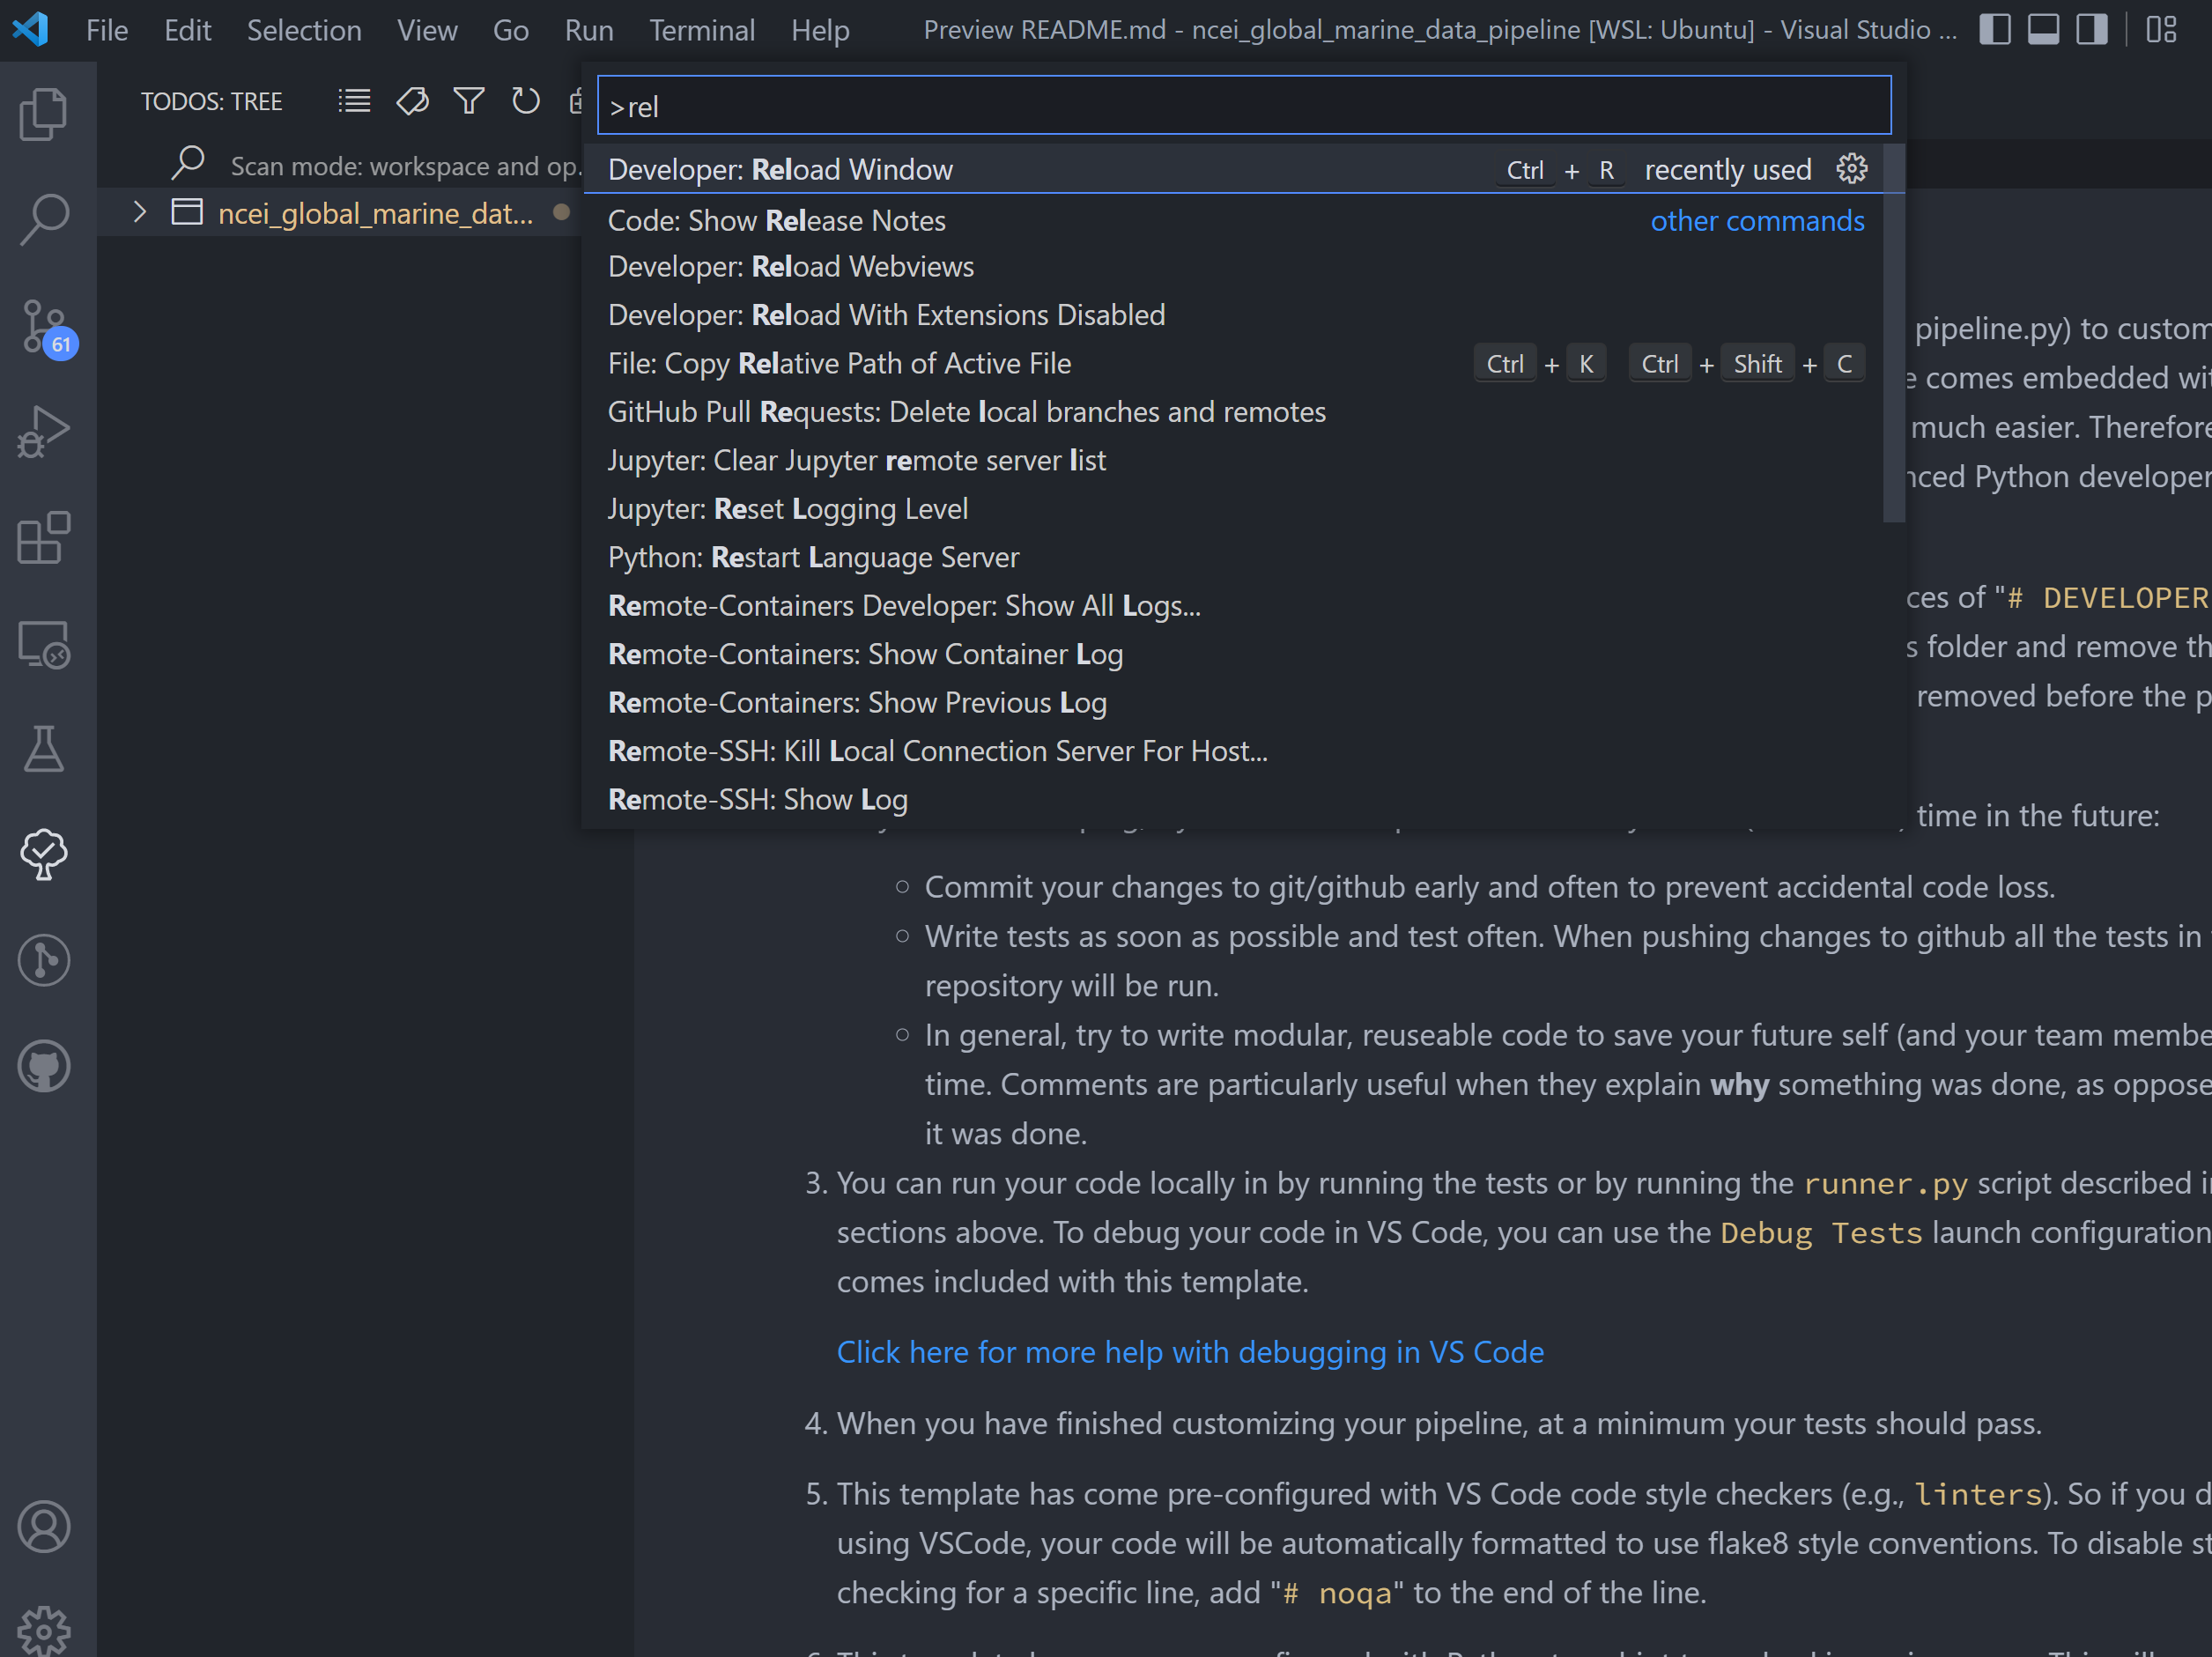 File Edit Selection View Go Run Terminal Help Preview README.md - ncei_global_marine_data_pipeline [WSL: Ubuntu] - Visual Studio ...
TODOS: TREE
Scan mode: workspace and op.
ncei_global_marine_dat...
61
>rel
Developer: Reload Window Ctrl + R recently used
Code: Show Release Notes other commands
Developer: Reload Webviews
Developer: Reload With Extensions Disabled
File: Copy Relative Path of Active File Ctrl + K Ctrl + Shift + C
GitHub Pull Requests: Delete local branches and remotes
Jupyter: Clear Jupyter remote server list
Jupyter: Reset Logging Level
Python: Restart Language Server
Remote-Containers Developer: Show All Logs...
Remote-Containers: Show Container Log
Remote-Containers: Show Previous Log
Remote-SSH: Kill Local Connection Server For Host...
Remote-SSH: Show Log
pipeline.py) to custom
e comes embedded wit
much easier. Therefore
nced Python developer
ces of "# DEVELOPER
s folder and remove th
removed before the p
time in the future:
Commit your changes to git/github early and often to prevent accidental code loss.
Write tests as soon as possible and test often. When pushing changes to github all the tests in
repository will be run.
In general, try to write modular, reuseable code to save your future self (and your team membe
time. Comments are particularly useful when they explain why something was done, as oppose
it was done.
3. You can run your code locally in by running the tests or by running the runner.py script described i
sections above. To debug your code in VS Code, you can use the Debug Tests launch configuration
comes included with this template.
Click here for more help with debugging in VS Code
4. When you have finished customizing your pipeline, at a minimum your tests should pass.
5. This template has come pre-configured with VS Code code style checkers (e.g., linters). So if you d
using VSCode, your code will be automatically formatted to use flake8 style conventions. To disable st
checking for a specific line, add "# noqa" to the end of the line.